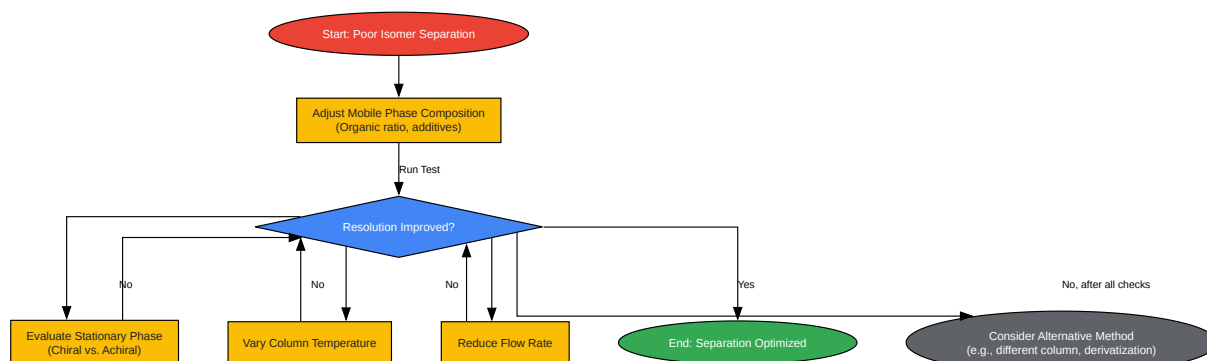 Start: Poor Isomer Separation
Adjust Mobile Phase Composition
(Organic ratio, additives)
Run Test
Resolution Improved?
No
No
No
Yes
No, after all checks
Evaluate Stationary Phase
(Chiral vs. Achiral)
Vary Column Temperature
Reduce Flow Rate
End: Separation Optimized
Consider Alternative Method
(e.g., different column, derivatization)